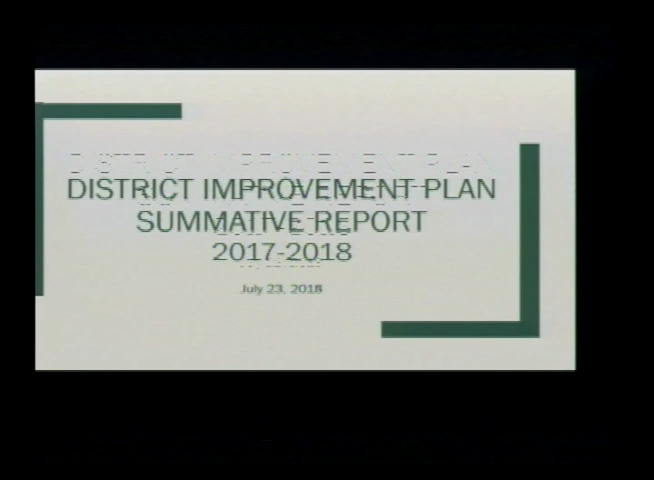 DISTRICT IMPROVEMENT PLAN
SUMMATIVE REPORT
2017-2018
July 23, 2018